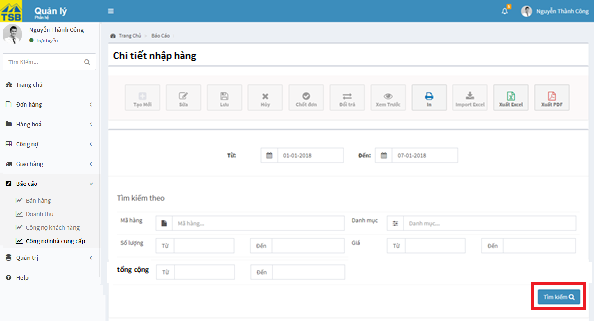 TSB
Quản lý
Phân hệ
8
Nguyễn Thành Công
Nguyễn Thành Công
Trực tuyến
Tìm Kiếm...
Trang chủ
Đơn hàng
Hàng hoá
Công nợ
Giao hàng
Báo cáo
Bán hàng
Doanh thu
Công nợ khách hàng
Công nợ nhà cung cấp
Quản trị
Help
Trang Chủ
Báo Cáo
Chi tiết nhập hàng
Tạo Mới
Sửa
Lưu
Hủy
Chốt đơn
Đổi trả
Xem Trước
In
Import Excel
Xuất Excel
Xuất PDF
Từ: 01-01-2018 Đến: 07-01-2018
Tìm kiếm theo
Mã hàng Mã hàng... Danh mục Danh mục...
Số lượng Từ Đến Giá Từ Đến
tổng cộng Từ Đến
Tìm kiếm